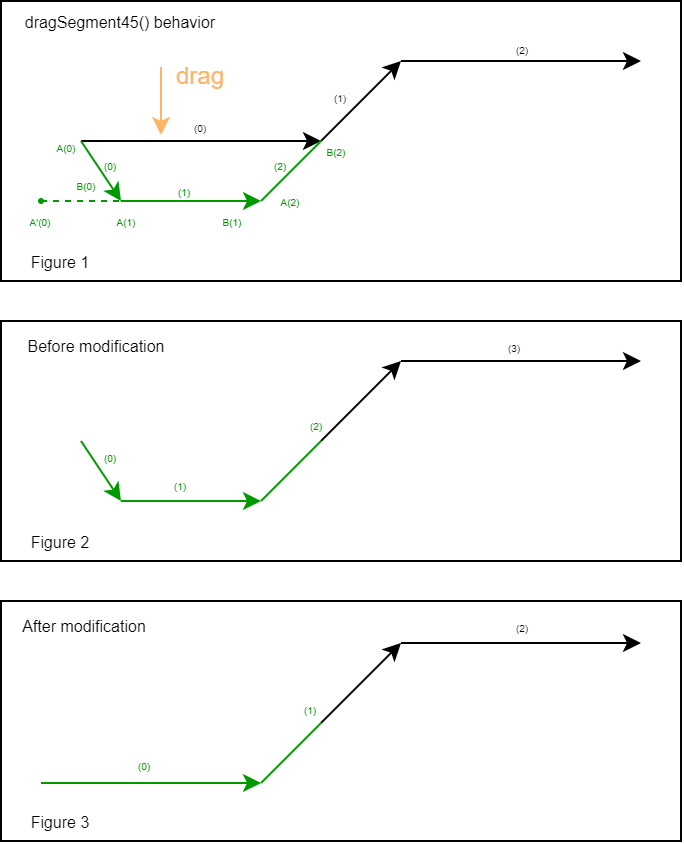 dragSegment45() behavior
(2)
drag
(1)
(0)
A(0)
B(2)
(0)
(2)
B(0)
(1)
A(2)
A'(0)
A(1)
B(1)
Figure 1
Before modification
(3)
(2)
(0)
(1)
Figure 2
After modification
(2)
(1)
(0)
Figure 3